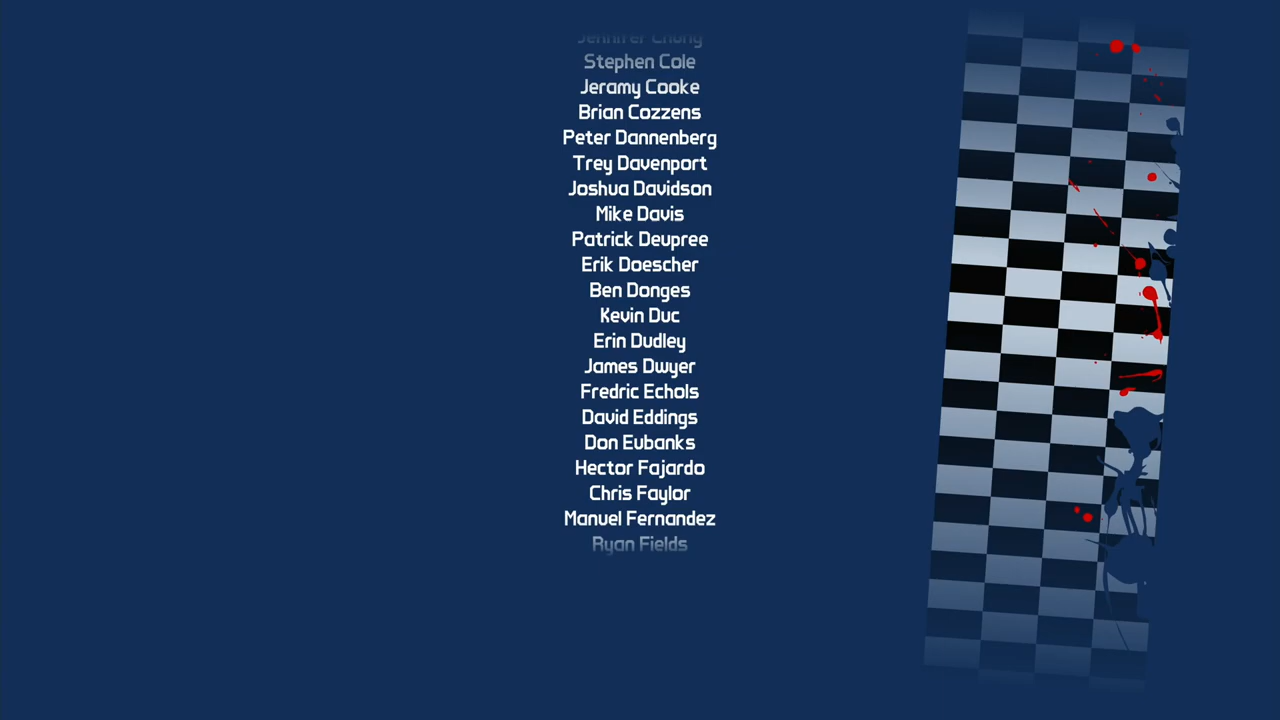 Jennifer Chung
Stephen Cole
Jeramy Cooke
Brian Cozzens
Peter Dannenberg
Trey Davenport
Joshua Davidson
Mike Davis
Patrick Deupree
Erik Doescher
Ben Donges
Kevin Duc
Erin Dudley
James Dwyer
Fredric Echols
David Eddings
Don Eubanks
Hector Fajardo
Chris Faylor
Manuel Fernandez
Ryan Fields